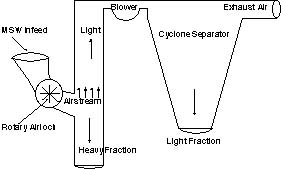 MSW Infeed
Light
Blower
Exhaust Air
Cyclone Separator
Airstream
Rotary Airlock
Heavy Fraction
Light Fraction